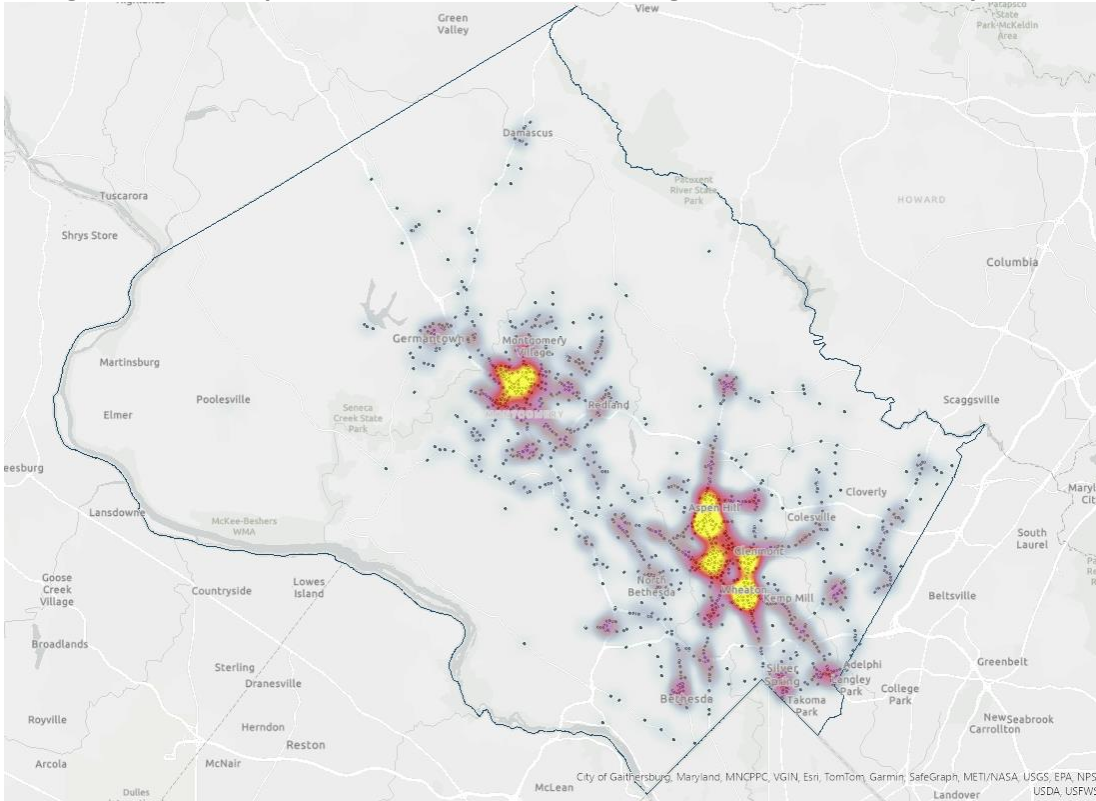 View
Patapsco
State
Park-McKeldin
Area
Green
Valley
Damascus
Patuxent
River State
Park
HOWARD
Tuscarora
Shrys Store
Columbia
Germantown
Montgomery
Village
Martinsburg
Poolesville
Elmer
Seneca
Creek State
Park
MONTGOMERY
Redland
Scaggsville
eesburg
Lansdowne
McKee-Beshers
WMA
Aspen Hill
Cloverly
Colesville
Maryl
Cit
South
Laurel
Glenmont
Goose
Creek
Village
Countryside
Lowes
Island
North
Bethesda
Wheaton
Kemp Mill
Beltsville
Broadlands
Sterling
Dranesville
Silver
Spring
Adelphi
Langley
Park
Greenbelt
College
Park
Bethesda
Takoma
Park
New
Carrollton
Seabrook
Royville
Herndon
Reston
Arcola
McNair
McLean
Dulles
Landover
City of Gaithersburg, Maryland, MNCPPC, VGIN, Esri, TomTom, Garmin, SafeGraph, METI/NASA, USGS, EPA, NPS
USDA, USFWS